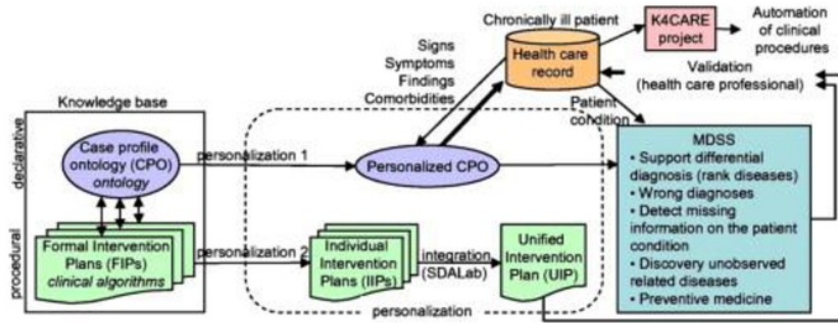 Chronically ill patient
K4CARE
project
Automation
of clinical
procedures
Signs
Symptoms
Findings
Comorbidities
Health care
record
Validation
(health care professional)
Patient
condition
Knowledge base
declarative
procedural
Case profile
ontology (CPO)
ontology
personalization 1
Personalized CPO
MDSS
• Support differential
diagnosis (rank diseases)
• Wrong diagnoses
• Detect missing
information on the patient
condition
• Discovery unobserved
related diseases
• Preventive medicine
Formal Intervention
Plans (FIPs)
clinical algorithms
personalization 2
Individual
Intervention
Plans (IIPs)
integration
(SDALab)
Unified
Intervention
Plan (UIP)
personalization